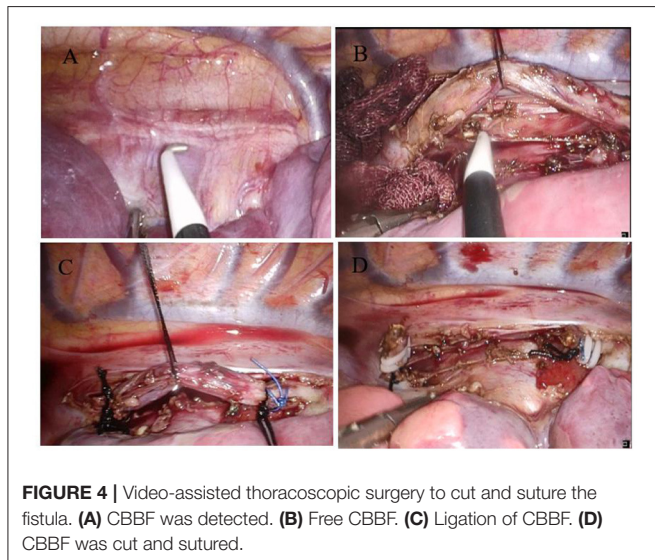 A
B
C
D
FIGURE 4 | Video-assisted thoracoscopic surgery to cut and suture the
fistula. (A) CBBF was detected. (B) Free CBBF. (C) Ligation of CBBF. (D)
CBBF was cut and sutured.